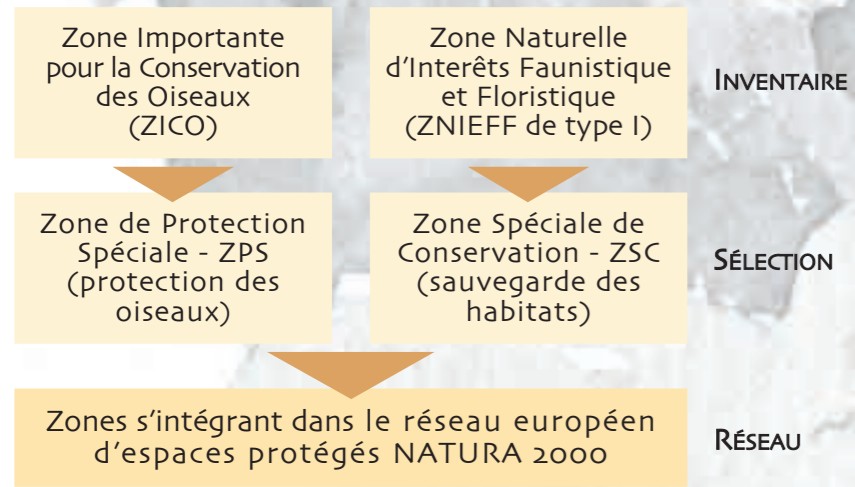 Zone Importante
pour la Conservation
des Oiseaux
(ZICO)
Zone Naturelle
d'Interêts Faunistique
et Floristique
(ZNIEFF de type I)
INVENTAIRE
Zone de Protection
Spéciale - ZPS
(protection des
oiseaux)
Zone Spéciale de
Conservation - ZSC
(sauvegarde des
habitats)
SÉLECTION
Zones s'intégrant dans le réseau européen
d'espaces protégés NATURA 2000
RÉSEAU